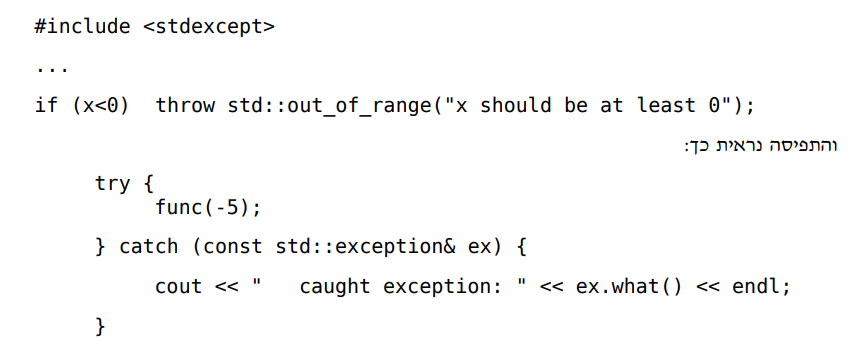 #include <stdexcept>
...
if (x<0)  throw std::out_of_range("x should be at least 0");
והתפיסה נראית כך:
try {
func(-5);
} catch (const std::exception& ex) {
cout << "   caught exception: " << ex.what() << endl;
}